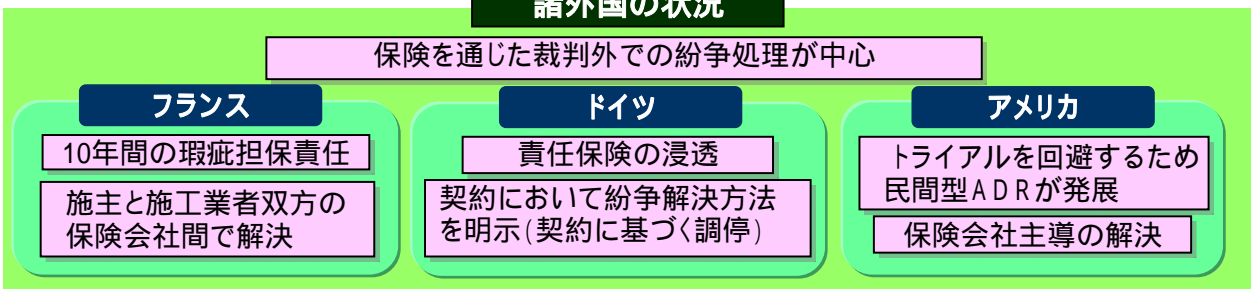 諸外国の状況
保険を通じた裁判外での紛争処理が中心
フランス
10年間の瑕疵担保責任
施主と施工業者双方の
保険会社間で解決
ドイツ
責任保険の浸透
契約において紛争解決方法
を明示(契約に基づく調停)
アメリカ
トライアルを回避するため
民間型ADRが発展
保険会社主導の解決